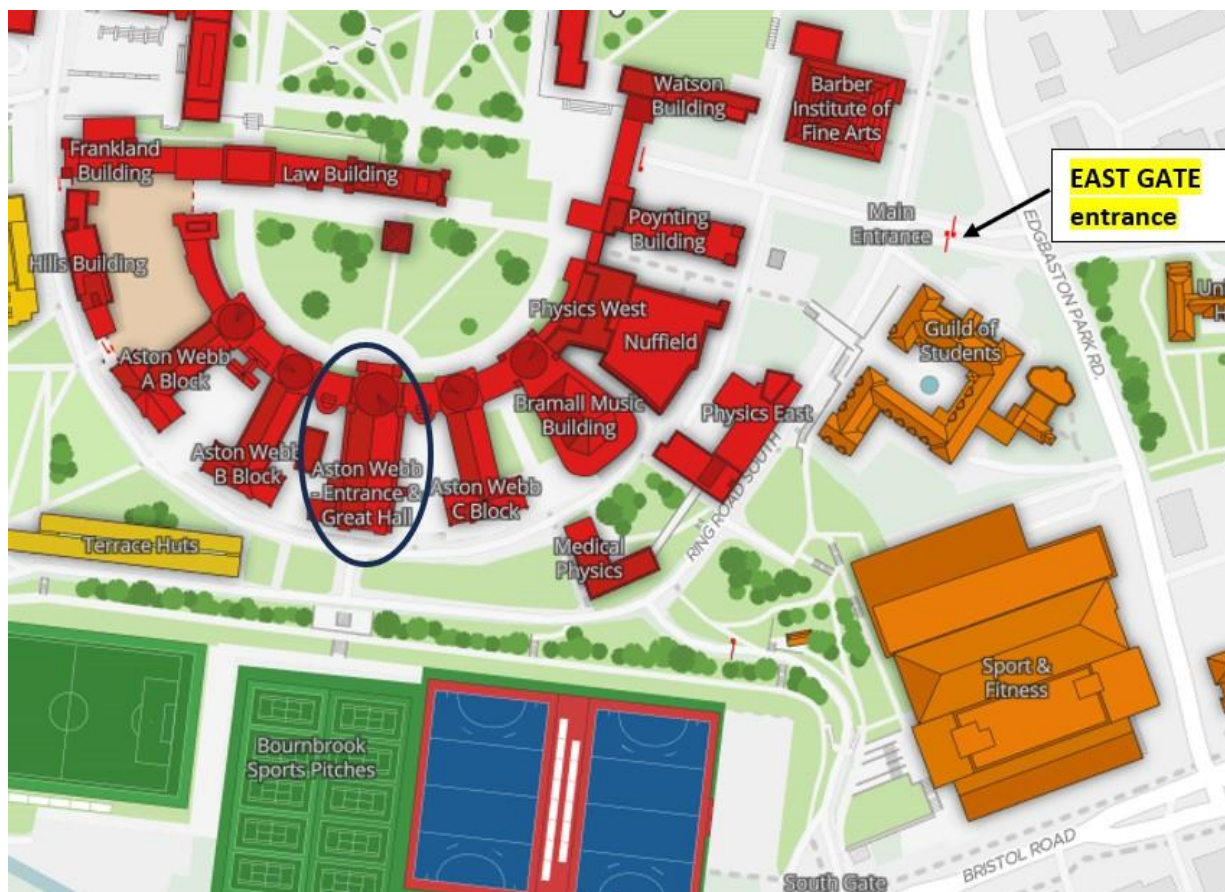 Watson
Building
Barber
Institute of
Fine Arts
Frankland
Building
Law Building
EAST GATE
entrance
Main
Entrance
Poynting
Building
EDGBASTON PARK RD.
Hills Building
Physics West
Nuffield
Guild of
Students
Aston Webb
A Block
Bramall Music
Building
Physics East
Aston Webb
B Block
Aston Webb
- Entrance &
Great Hall
Aston Webb
C Block
RING ROAD SOUTH
Terrace Huts
Medical
Physics
Sport &
Fitness
Bournbrook
Sports Pitches
BRISTOL ROAD
South Gate